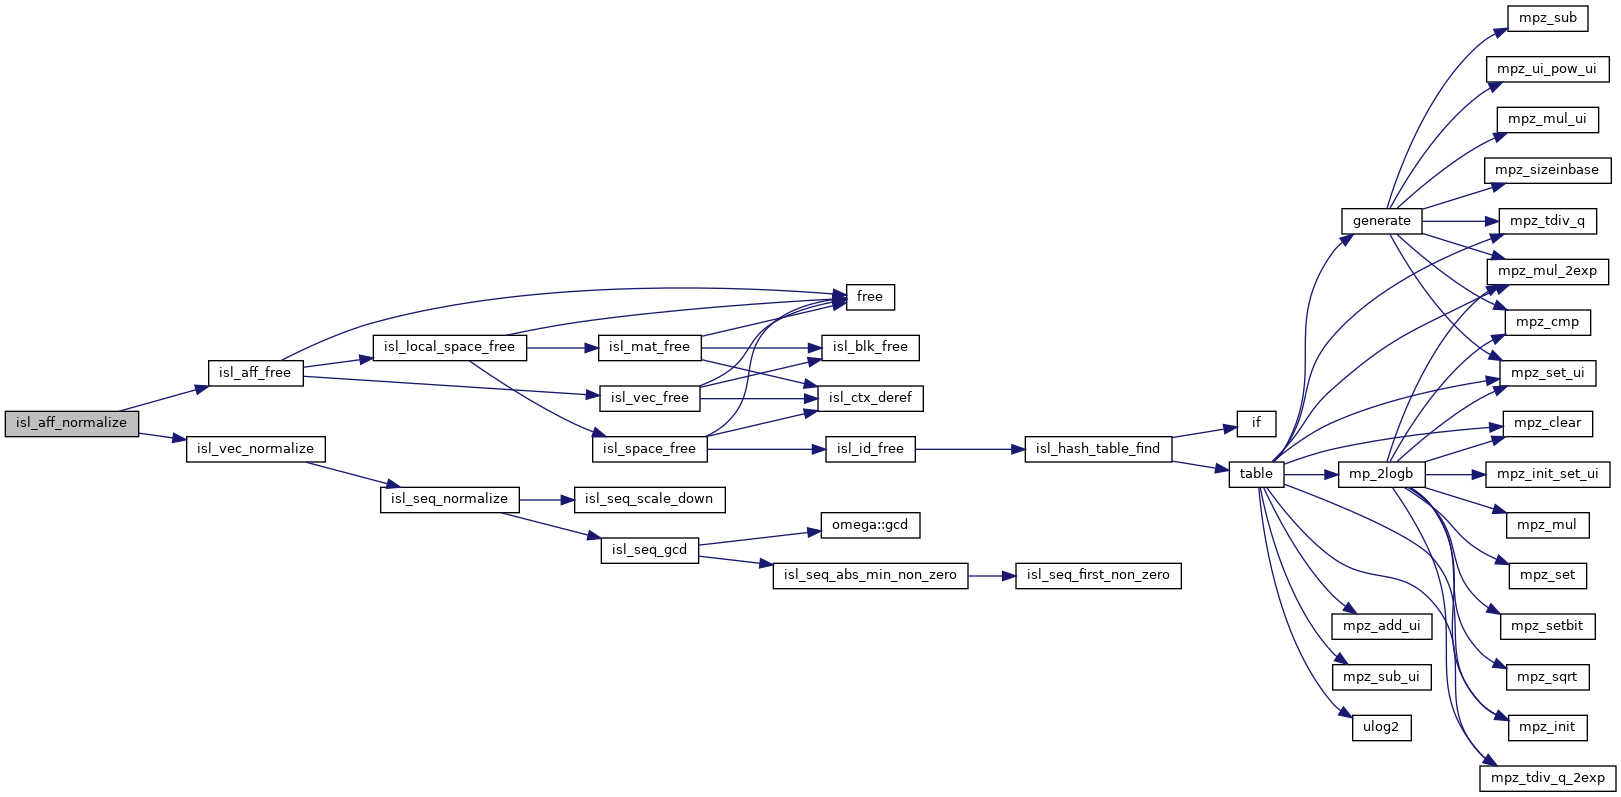 isl_aff_normalize
isl_aff_free
isl_vec_normalize
isl_local_space_free
isl_seq_normalize
isl_mat_free
isl_vec_free
isl_space_free
isl_seq_scale_down
isl_seq_gcd
free
isl_blk_free
isl_ctx_deref
isl_id_free
omega::gcd
isl_seq_abs_min_non_zero
isl_hash_table_find
isl_seq_first_non_zero
if
table
generate
mp_2logb
mpz_add_ui
mpz_sub_ui
ulog2
mpz_sub
mpz_ui_pow_ui
mpz_mul_ui
mpz_sizeinbase
mpz_tdiv_q
mpz_mul_2exp
mpz_cmp
mpz_set_ui
mpz_clear
mpz_init_set_ui
mpz_mul
mpz_set
mpz_setbit
mpz_sqrt
mpz_init
mpz_tdiv_q_2exp